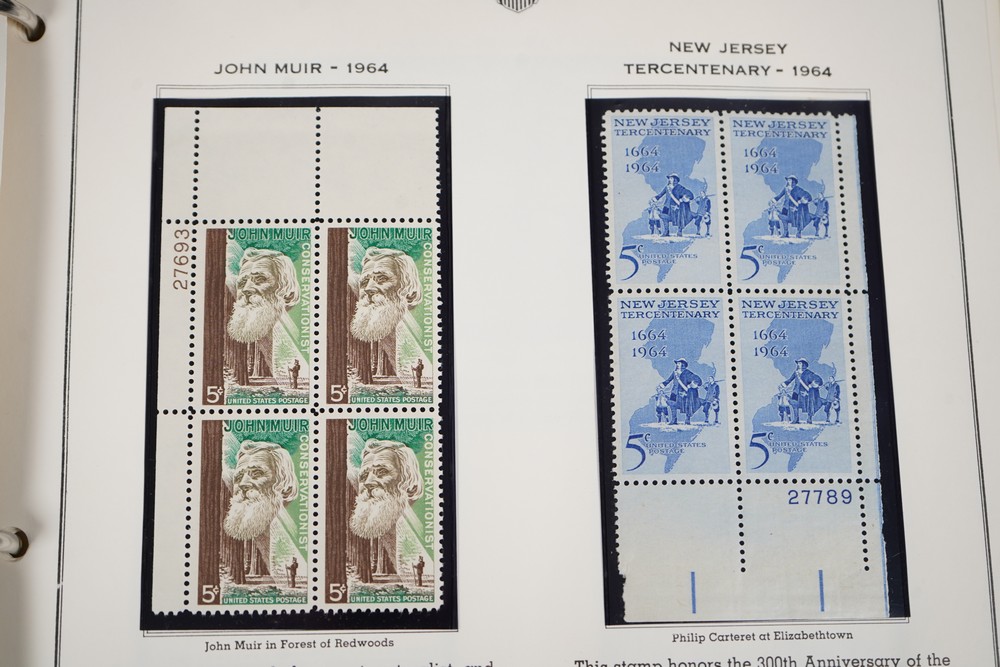 JOHN MUIR - 1964
27693
JOHN MUIR
CONSERVATIONIST
5¢
UNITED STATES POSTAGE
JOHN MUIR
CONSERVATIONIST
5¢
UNITED STATES POSTAGE
JOHN MUIR
CONSERVATIONIST
5¢
UNITED STATES POSTAGE
JOHN MUIR
CONSERVATIONIST
5¢
UNITED STATES POSTAGE
John Muir in Forest of Redwoods
NEW JERSEY
TERCENTENARY - 1964
NEW JERSEY
TERCENTENARY
1664
1964
5¢
UNITED STATES
POSTAGE
NEW JERSEY
TERCENTENARY
1664
1964
5¢
UNITED STATES
POSTAGE
NEW JERSEY
TERCENTENARY
1664
1964
5¢
UNITED STATES
POSTAGE
NEW JERSEY
TERCENTENARY
1664
1964
5¢
UNITED STATES
POSTAGE
27789
Philip Carteret at Elizabethtown
This stamp honors the 300th Anniversary of the